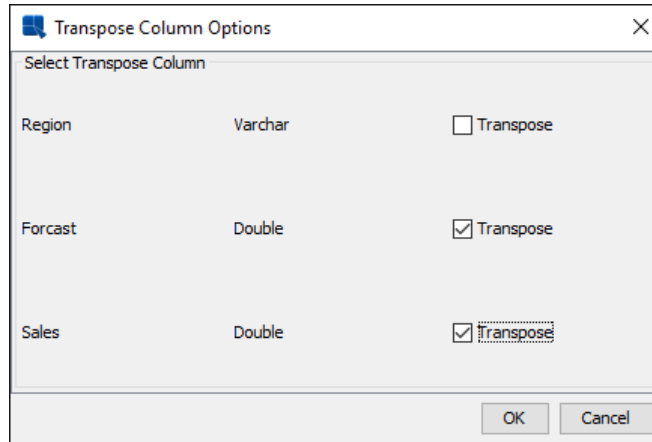 Transpose Column Options
Select Transpose Column
Region Varchar Transpose
Forcast Double Transpose
Sales Double Transpose
OK Cancel